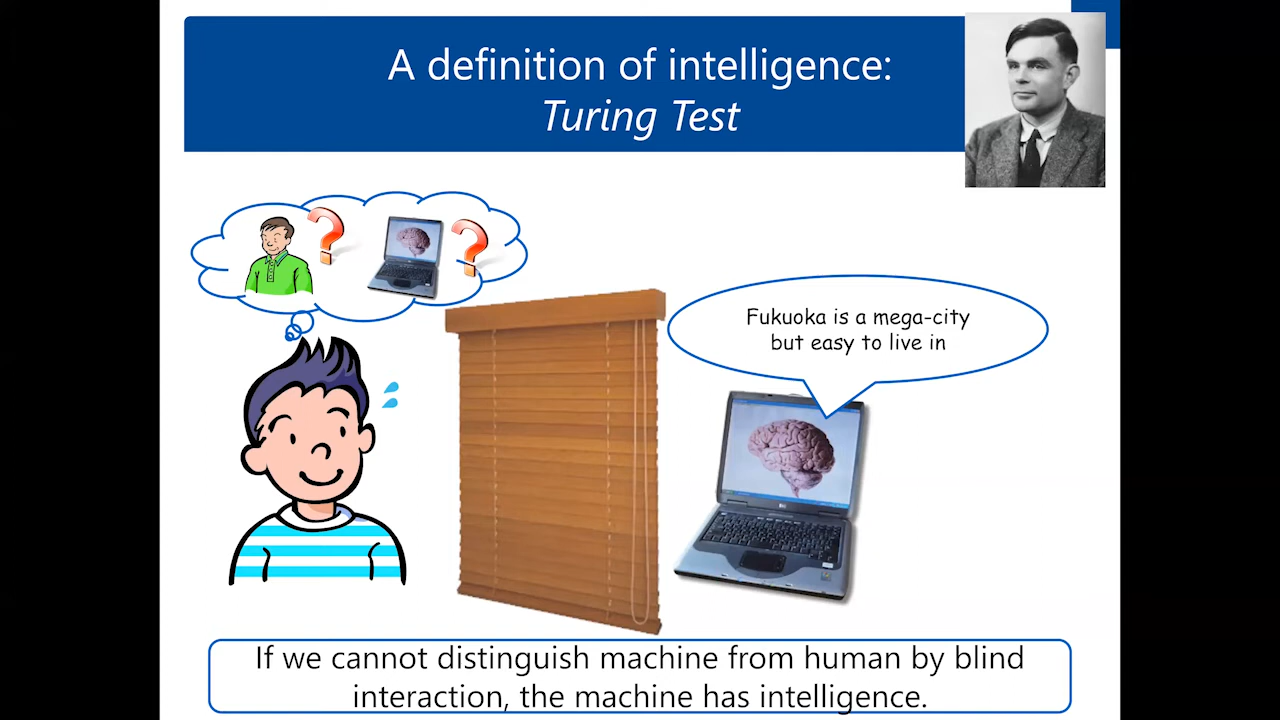 A definition of intelligence:
Turing Test
Fukuoka is a mega-city
but easy to live in
If we cannot distinguish machine from human by blind
interaction, the machine has intelligence.